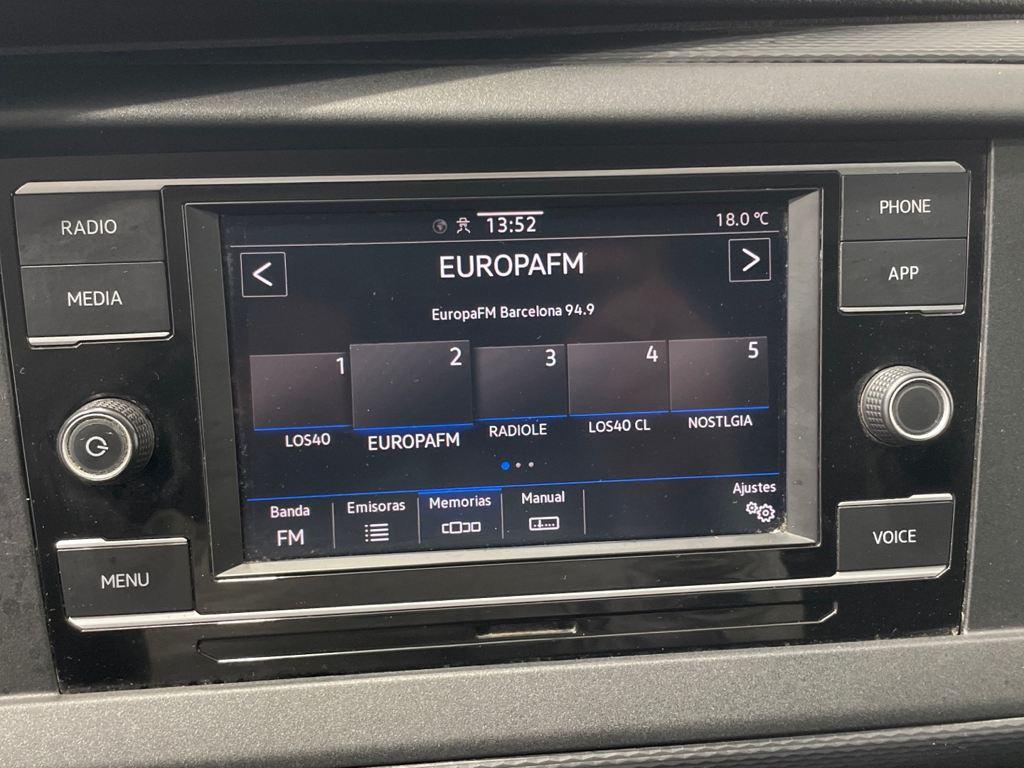 RADIO
MEDIA
MENU
13:52
18.0 °C
<
EUROPAFM
>
EuropaFM Barcelona 94.9
1
2
3
4
5
LOS40
EUROPAFM
RADIOLE
LOS40 CL
NOSTLGIA
Banda
FM
Emisoras
Memorias
Manual
Ajustes
PHONE
APP
VOICE